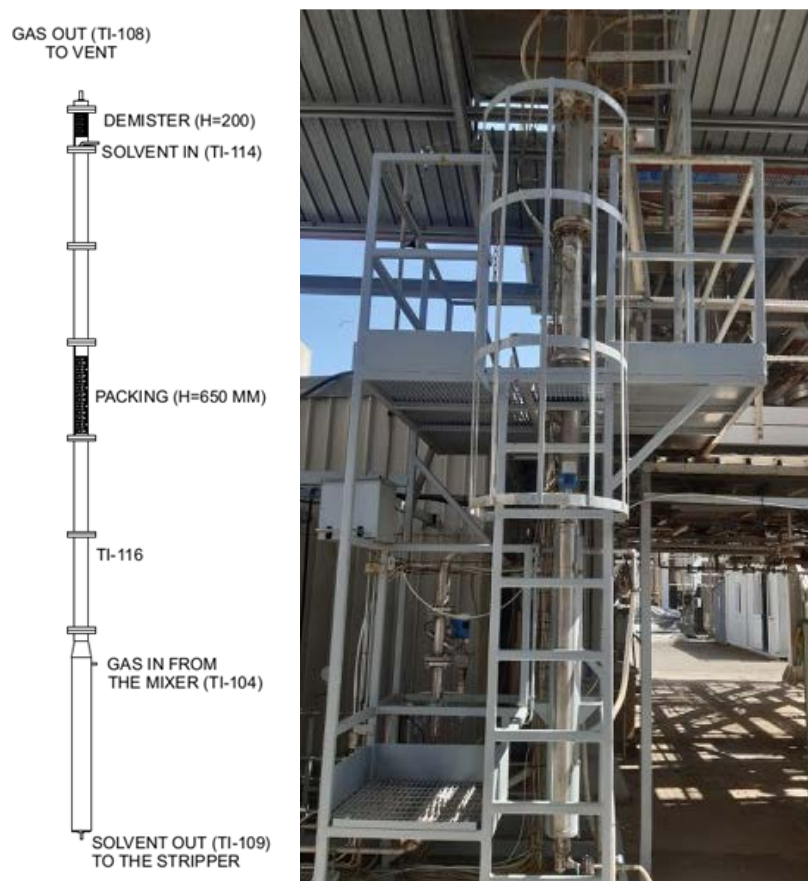 GAS OUT (TI-108)
TO VENT
DEMISTER (H=200)
SOLVENT IN (TI-114)
PACKING (H=650 MM)
TI-116
GAS IN FROM
THE MIXER (TI-104)
SOLVENT OUT (TI-109)
TO THE STRIPPER